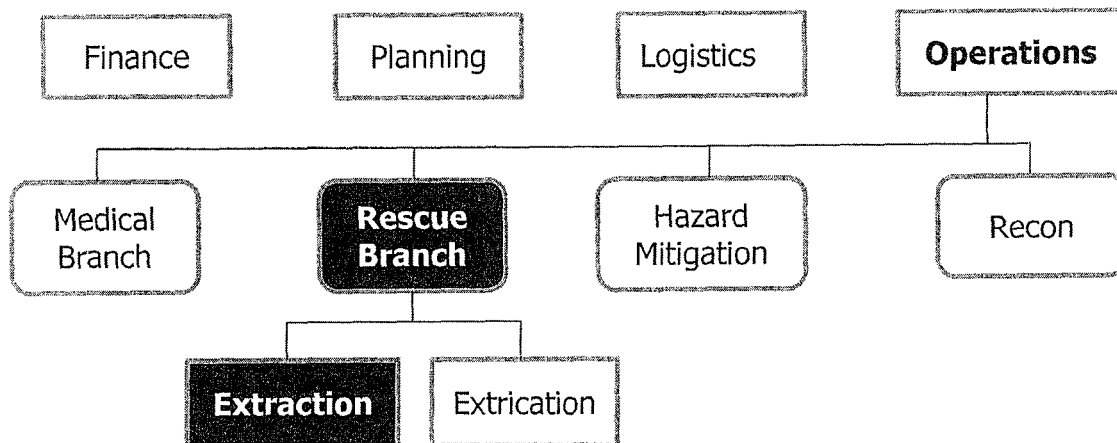 Finance
Planning
Logistics
Operations
Medical
Branch
Rescue
Branch
Hazard
Mitigation
Recon
Extraction
Extrication